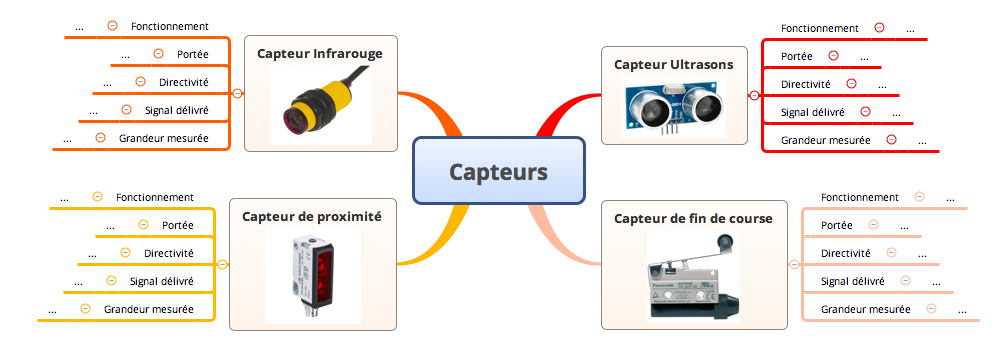 Capteurs
Capteur Infrarouge
Fonctionnement ...
Portée ...
Directivité ...
Signal délivré ...
Grandeur mesurée ...
Capteur Ultrasons
Fonctionnement ...
Portée ...
Directivité ...
Signal délivré ...
Grandeur mesurée ...
Capteur de proximité
Fonctionnement ...
Portée ...
Directivité ...
Signal délivré ...
Grandeur mesurée ...
Capteur de fin de course
Panasonic
Fonctionnement ...
Portée ...
Directivité ...
Signal délivré ...
Grandeur mesurée ...